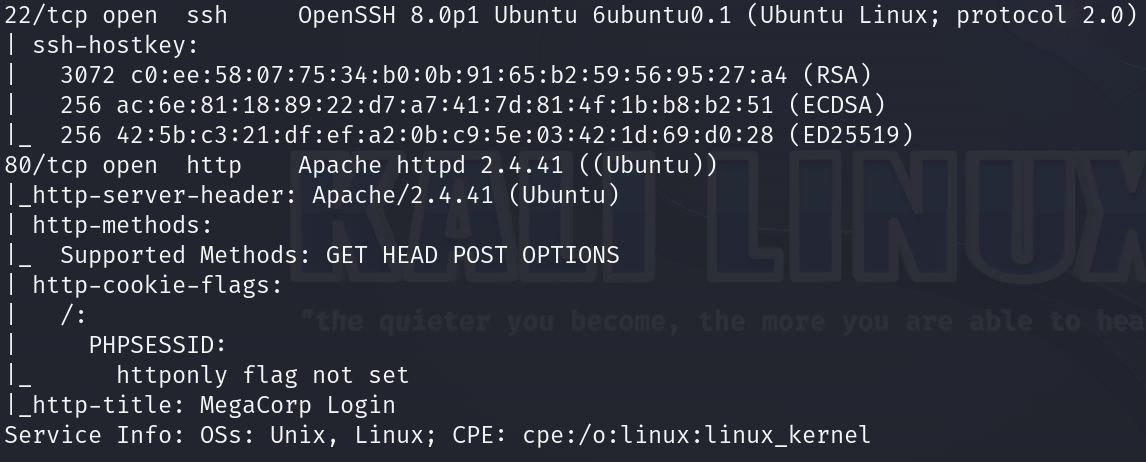 22/tcp open  ssh     OpenSSH 8.0p1 Ubuntu 6ubuntu0.1 (Ubuntu Linux; protocol 2.0)
| ssh-hostkey:
|   3072 c0:ee:58:07:75:34:b0:0b:91:65:b2:59:56:95:27:a4 (RSA)
|   256 ac:6e:81:18:89:22:d7:a7:41:7d:81:4f:1b:b8:b2:51 (ECDSA)
|_  256 42:5b:c3:21:df:ef:a2:0b:c9:5e:03:42:1d:69:d0:28 (ED25519)
80/tcp open  http    Apache httpd 2.4.41 ((Ubuntu))
|_http-server-header: Apache/2.4.41 (Ubuntu)
| http-methods:
|_  Supported Methods: GET HEAD POST OPTIONS
| http-cookie-flags:
|   /:
|     PHPSESSID:
|_      httponly flag not set
|_http-title: MegaCorp Login
Service Info: OSs: Unix, Linux; CPE: cpe:/o:linux:linux_kernel
KALI LINUX
"the quieter you become, the more you are able to hea